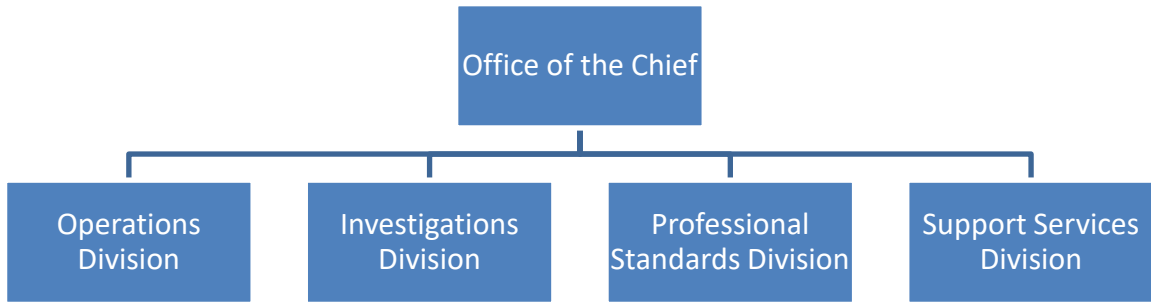 Office of the Chief
Operations
Division
Investigations
Division
Professional
Standards Division
Support Services
Division